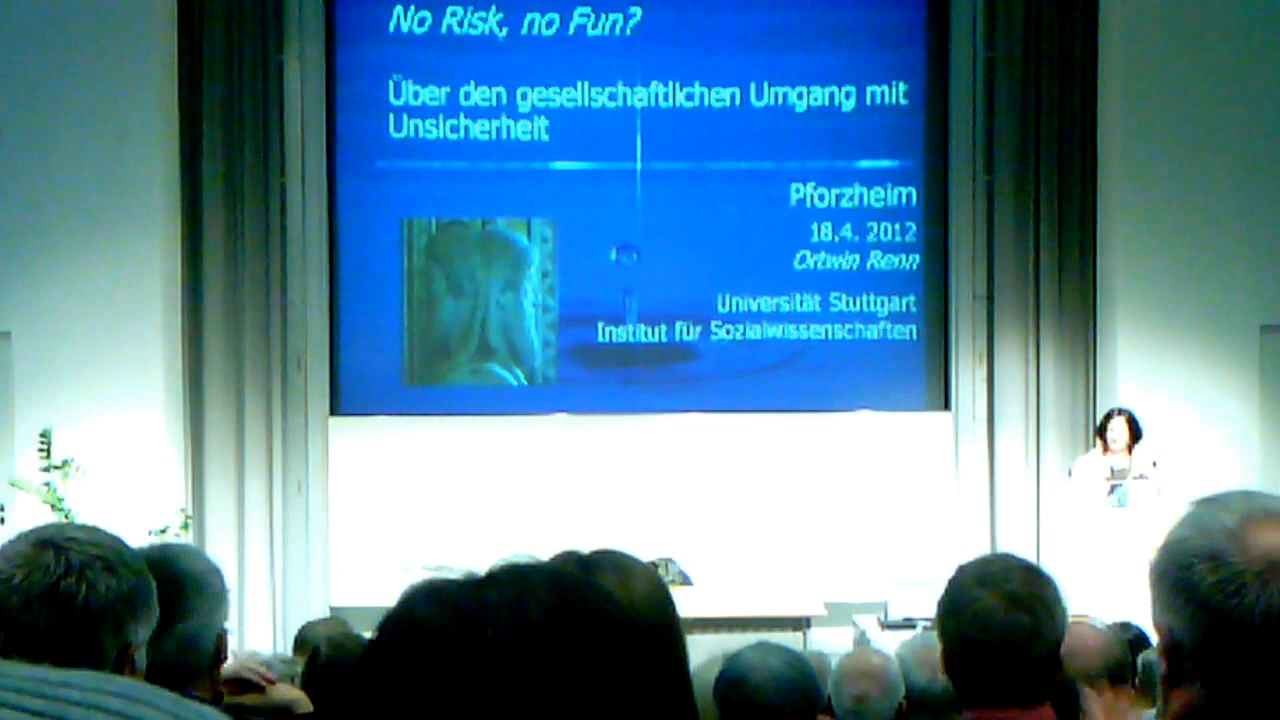 No Risk, no Fun?
Über den gesellschaftlichen Umgang mit
Unsicherheit
Pforzheim
18.4. 2012
Ortwin Renn
Universität Stuttgart
Institut für Sozialwissenschaften